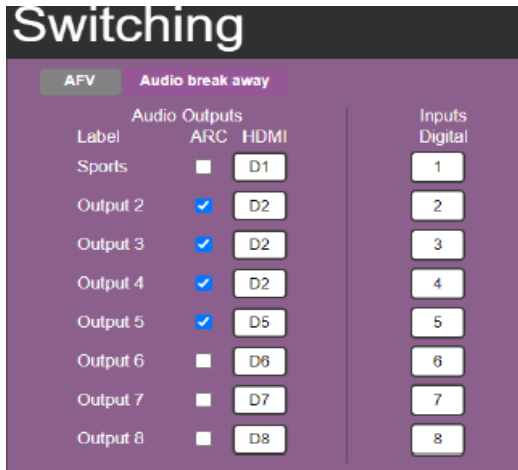 Switching
AFV Audio break away
Audio Outputs Inputs
Label ARC HDMI Digital
Sports D1 1
Output 2 D2 2
Output 3 D2 3
Output 4 D2 4
Output 5 D5 5
Output 6 D6 6
Output 7 D7 7
Output 8 D8 8